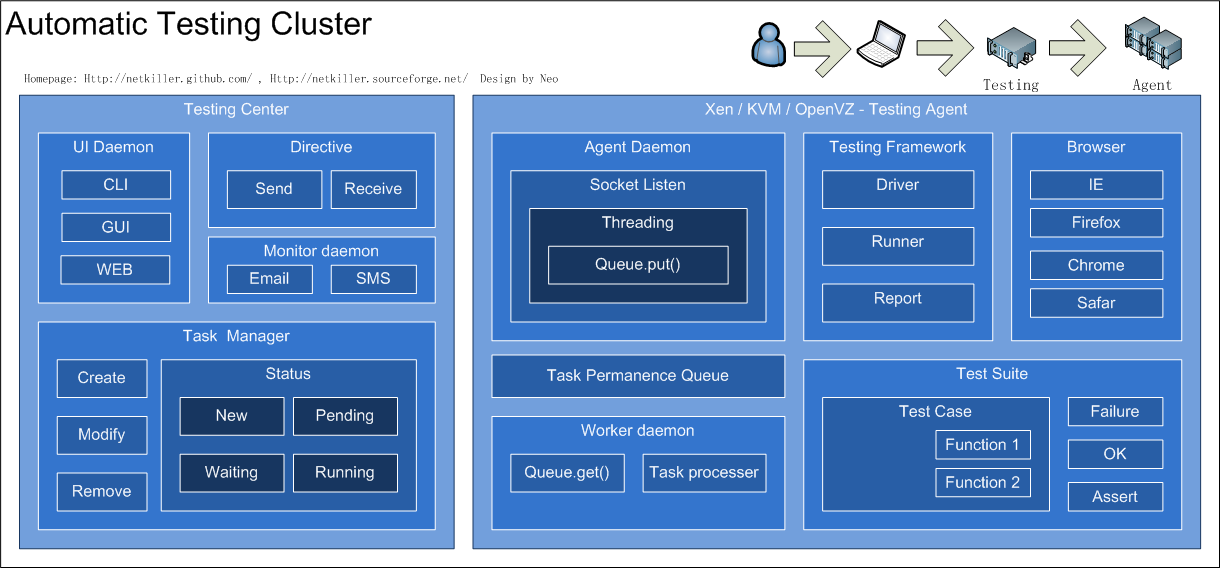 Automatic Testing Cluster
Homepage: Http://netkiller.github.com/ , Http://netkiller.sourceforge.net/  Design by Neo
Testing
Agent
Testing Center
UI Daemon
CLI
GUI
WEB
Directive
Send
Receive
Monitor daemon
Email
SMS
Task  Manager
Create
Modify
Remove
Status
New
Pending
Waiting
Running
Xen / KVM / OpenVZ - Testing Agent
Agent Daemon
Socket Listen
Threading
Queue.put()
Testing Framework
Driver
Runner
Report
Browser
IE
Firefox
Chrome
Safar
Task Permanence Queue
Worker daemon
Queue.get()
Task processer
Test Suite
Test Case
Function 1
Function 2
Failure
OK
Assert